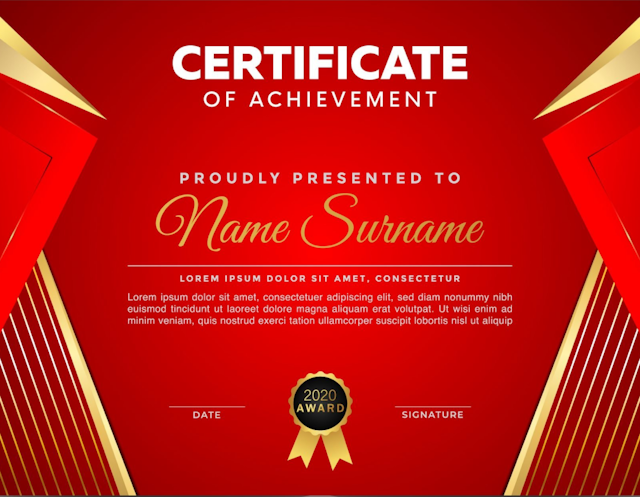 CERTIFICATE
OF ACHIEVEMENT
PROUDLY PRESENTED TO
Name Surname
LOREM IPSUM DOLOR SIT AMET, CONSECTETUR
Lorem ipsum dolor sit amet, consectetuer adipiscing elit, sed diam nonummy nibh
euismod tincidunt ut laoreet dolore magna aliquam erat volutpat. Ut wisi enim ad
minim veniam, quis nostrud exerci tation ullamcorper suscipit lobortis nisl ut aliquip
2020
AWARD
DATE
SIGNATURE